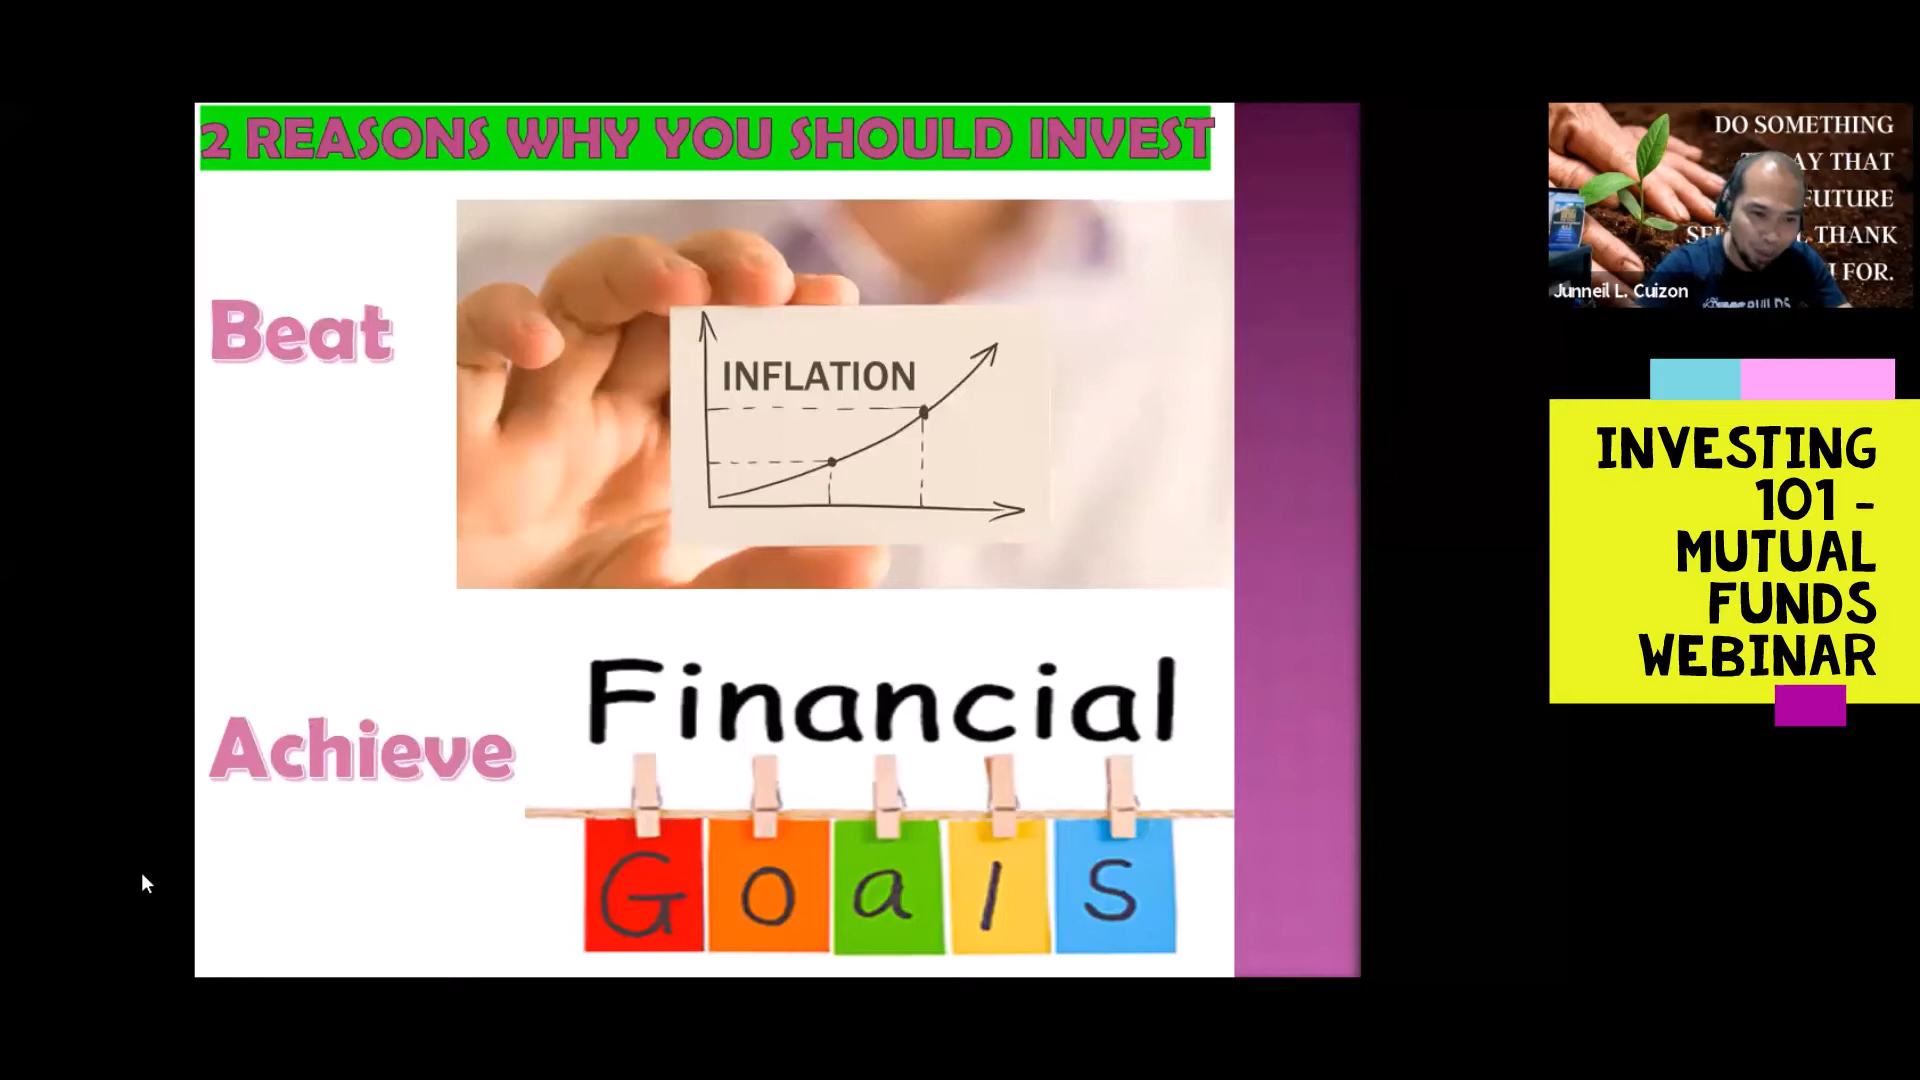 2 REASONS WHY YOU SHOULD INVEST
Beat
INFLATION
Achieve
Financial
Goals
DO SOMETHING
AY THAT
FUTURE
THANK
FOR.
Junneil L. Cuizon
INVESTING
101 -
MUTUAL
FUNDS
WEBINAR